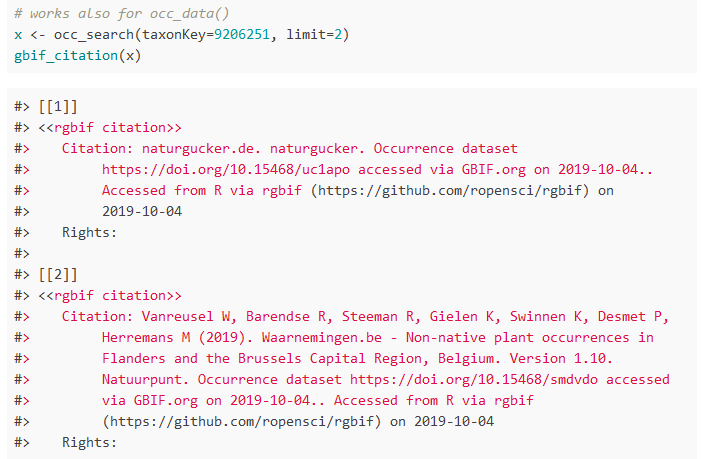 # works also for occ_data()
x <- occ_search(taxonKey=9206251, limit=2)
gbif_citation(x)
#> [[1]]
#> <<rgbif citation>>
#>    Citation: naturgucker.de. naturgucker. Occurrence dataset
#>         https://doi.org/10.15468/uc1apo accessed via GBIF.org on 2019-10-04..
#>         Accessed from R via rgbif (https://github.com/ropensci/rgbif) on
#>         2019-10-04
#>    Rights:
#>
#> [[2]]
#> <<rgbif citation>>
#>    Citation: Vanreusel W, Barendse R, Steeman R, Gielen K, Swinnen K, Desmet P,
#>         Herremans M (2019). Waarnemingen.be - Non-native plant occurrences in
#>         Flanders and the Brussels Capital Region, Belgium. Version 1.10.
#>         Natuurpunt. Occurrence dataset https://doi.org/10.15468/smdvdo accessed
#>         via GBIF.org on 2019-10-04.. Accessed from R via rgbif
#>         (https://github.com/ropensci/rgbif) on 2019-10-04
#>    Rights: